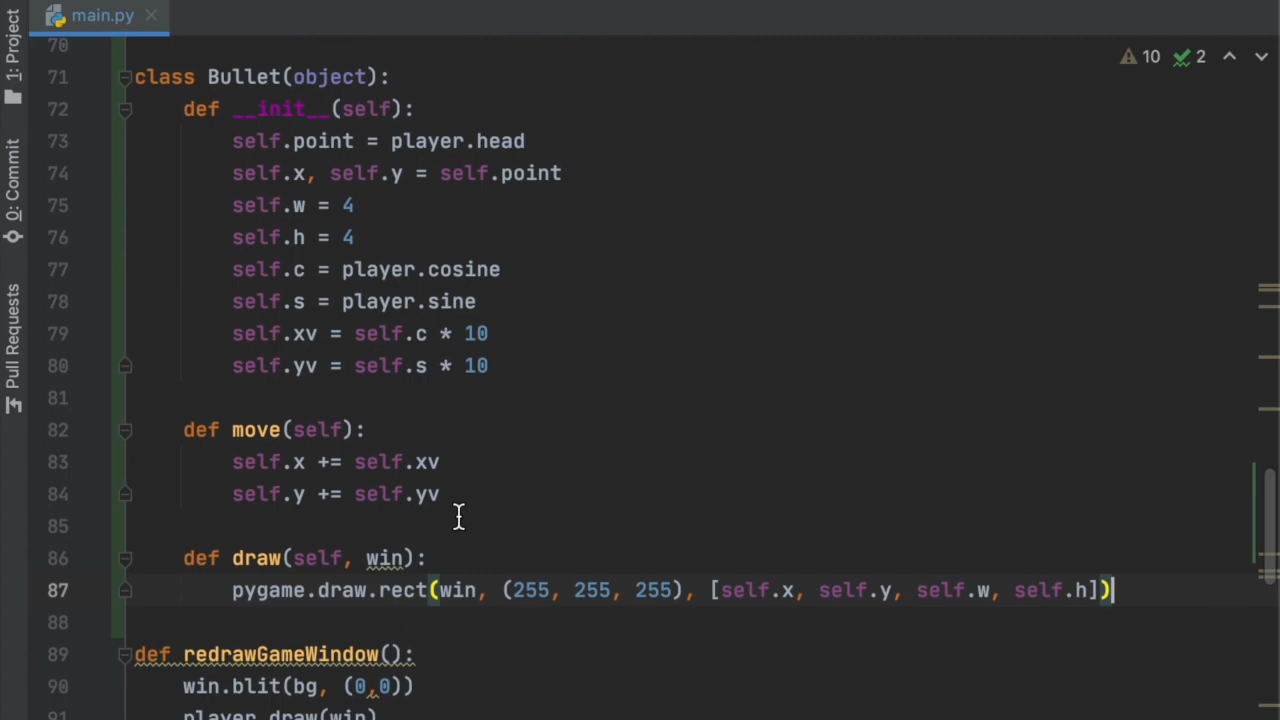 main.py
1: Project
0: Commit
Pull Requests
10 2
70
71 class Bullet(object):
72 def __init__(self):
73 self.point = player.head
74 self.x, self.y = self.point
75 self.w = 4
76 self.h = 4
77 self.c = player.cosine
78 self.s = player.sine
79 self.xv = self.c * 10
80 self.yv = self.s * 10
81
82 def move(self):
83 self.x += self.xv
84 self.y += self.yv
85
86 def draw(self, win):
87 pygame.draw.rect(win, (255, 255, 255), [self.x, self.y, self.w, self.h])
88
89 def redrawGameWindow():
90 win.blit(bg, (0,0))
91 player.draw(win)